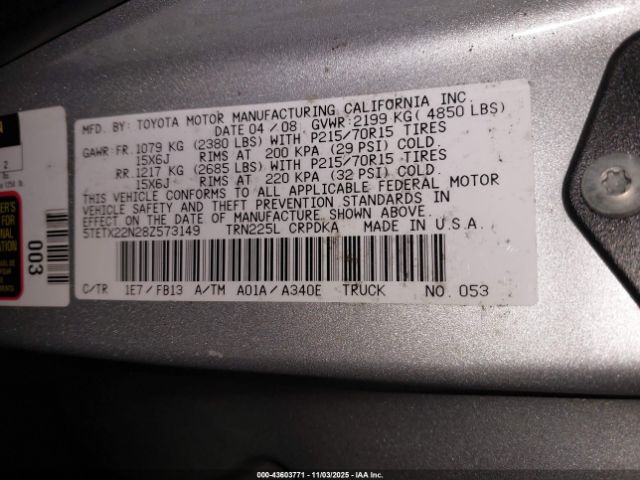 MFD. BY: TOYOTA MOTOR MANUFACTURING CALIFORNIA INC
DATE 04 / 08 GVWR: 2199 KG ( 4850 LBS)
GAWR: FR. 1079 KG (2380 LBS) WITH P215/70R15 TIRES
15X6J RIMS AT 200 KPA (29 PSI) COLD.
RR. 1217 KG (2685 LBS) WITH P215/70R15 TIRES
15X6J RIMS AT 220 KPA (32 PSI) COLD.
THIS VEHICLE CONFORMS TO ALL APPLICABLE FEDERAL MOTOR
VEHICLE SAFETY AND THEFT PREVENTION STANDARDS IN
EFFECT ON THE DATE OF MANUFACTURE SHOWN ABOVE.
5TETX22N28Z573149 TRN225L CRPDKA MADE IN U.S.A.
C/TR 1E7 / FB13 A/TM A01A / A340E TRUCK NO. 053
2
003
00-43603771 - 11/03/2025 - IAA Inc.